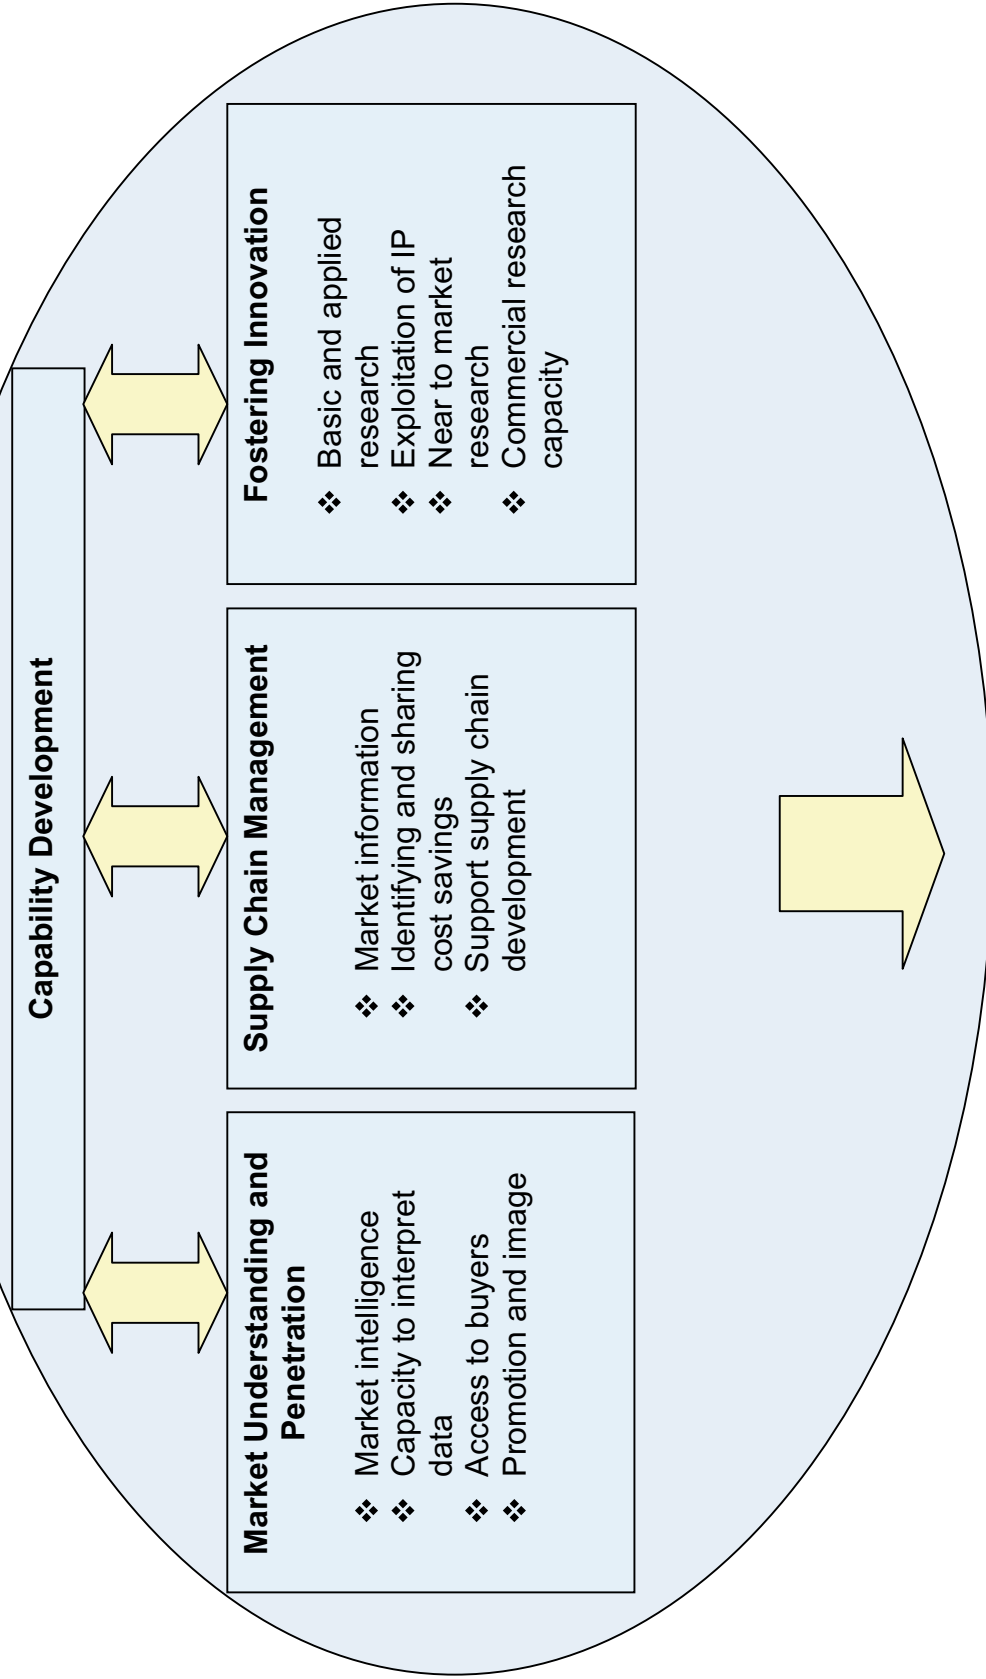 Capability Development
Market Understanding and
Penetration
❖ Market intelligence
❖ Capacity to interpret
data
❖ Access to buyers
❖ Promotion and image
Supply Chain Management
❖ Market information
❖ Identifying and sharing
cost savings
❖ Support supply chain
development
Fostering Innovation
❖ Basic and applied
research
❖ Exploitation of IP
❖ Near to market
research
❖ Commercial research
capacity